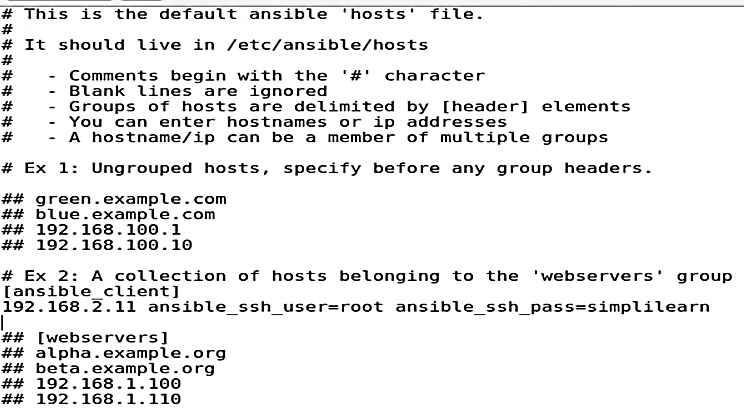 # This is the default ansible 'hosts' file.
#
# It should live in /etc/ansible/hosts
#
#   - Comments begin with the '#' character
#   - Blank lines are ignored
#   - Groups of hosts are delimited by [header] elements
#   - You can enter hostnames or ip addresses
#   - A hostname/ip can be a member of multiple groups
# Ex 1: Ungrouped hosts, specify before any group headers.
## green.example.com
## blue.example.com
## 192.168.100.1
## 192.168.100.10
# Ex 2: A collection of hosts belonging to the 'webservers' group
[ansible_client]
192.168.2.11 ansible_ssh_user=root ansible_ssh_pass=simplilearn
## [webservers]
## alpha.example.org
## beta.example.org
## 192.168.1.100
## 192.168.1.110